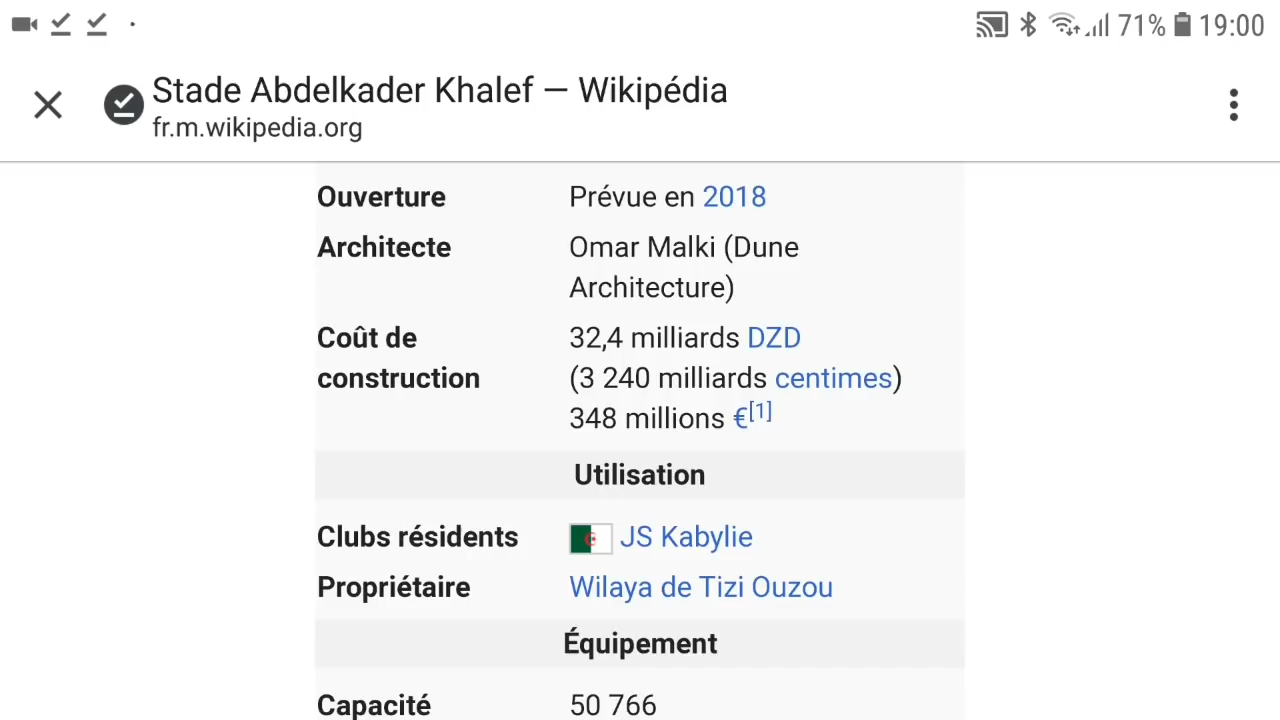 71% 19:00
Stade Abdelkader Khalef — Wikipédia
fr.m.wikipedia.org
Ouverture Prévue en 2018
Architecte Omar Malki (Dune
Architecture)
Coût de 32,4 milliards DZD
construction (3 240 milliards centimes)
348 millions €[1]
Utilisation
Clubs résidents JS Kabylie
Propriétaire Wilaya de Tizi Ouzou
Équipement
Capacité 50 766